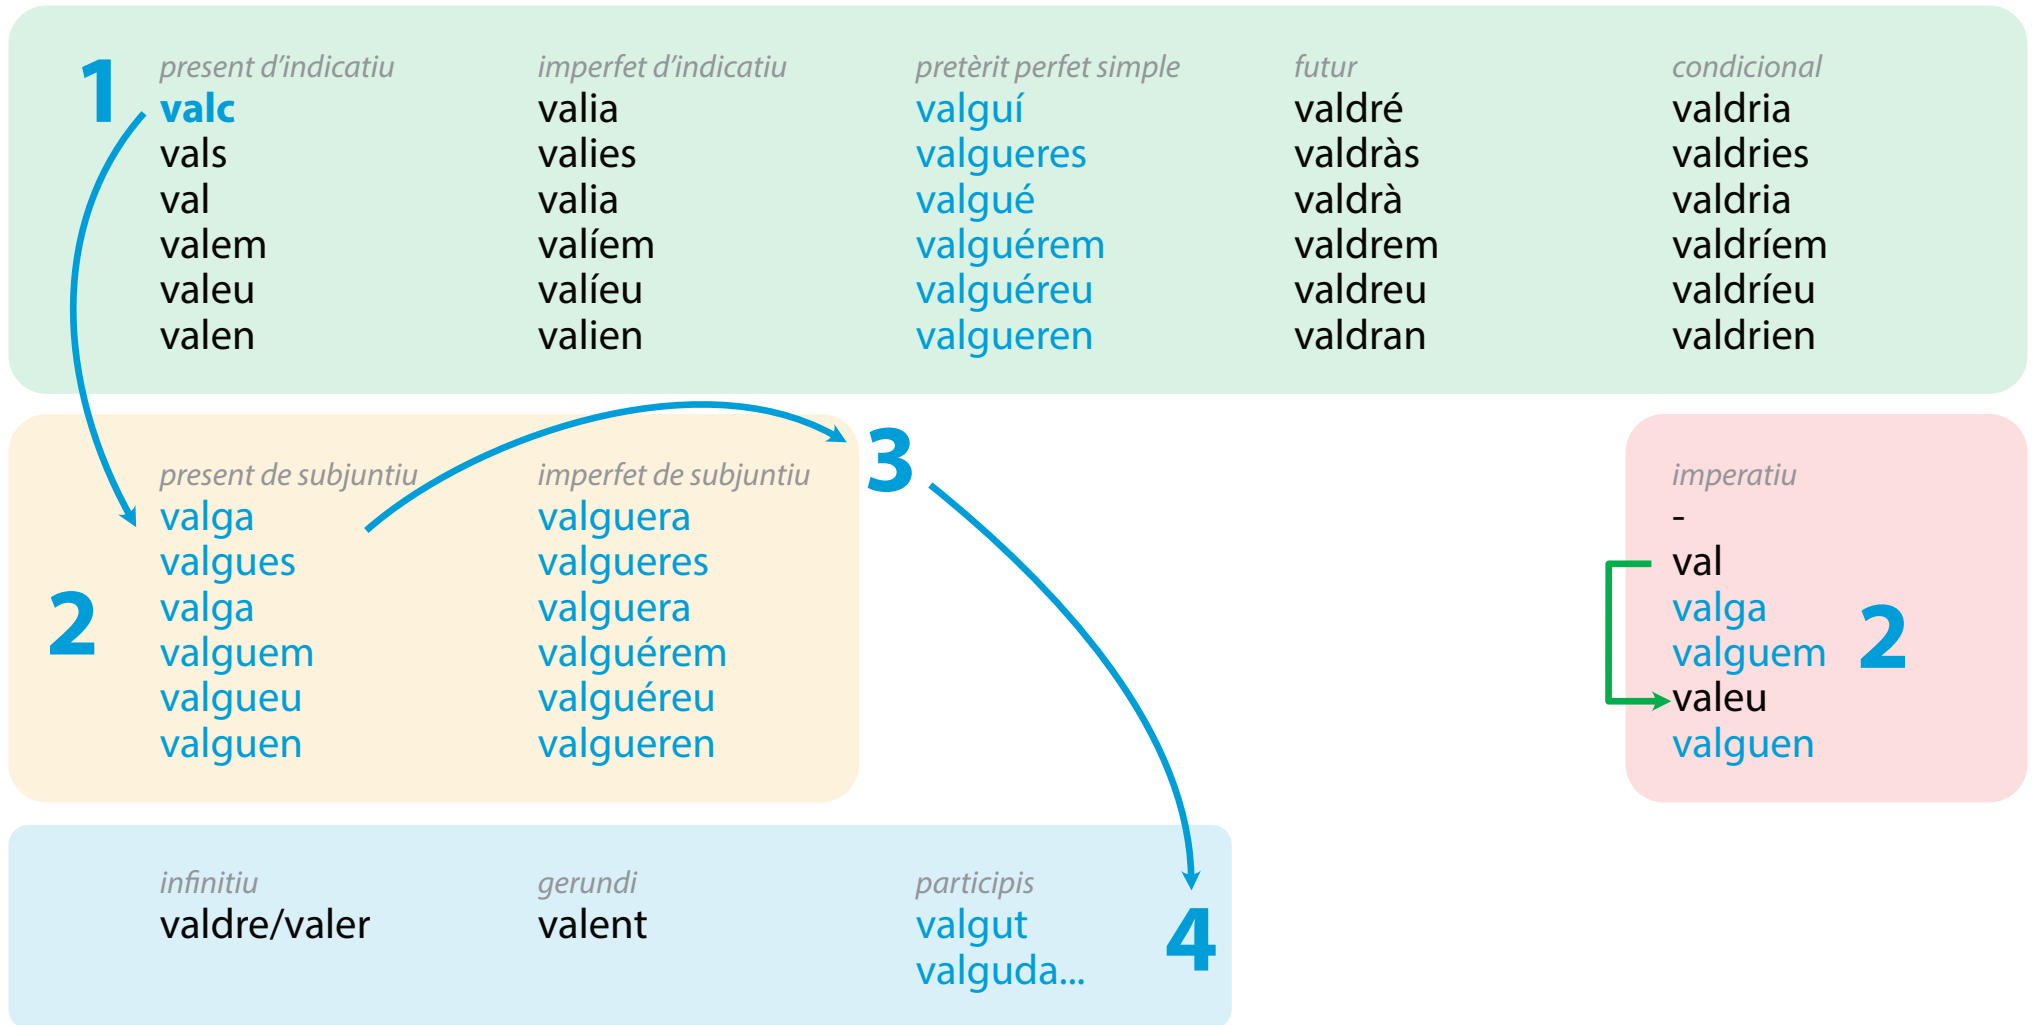 1
present d'indicatiu
valc
vals
val
valem
valeu
valen
imperfet d'indicatiu
valia
valies
valia
valíem
valíeu
valien
pretèrit perfet simple
valguí
valgueres
valgué
valguérem
valguéreu
valgueren
futur
valdré
valdràs
valdrà
valdrem
valdreu
valdran
condicional
valdria
valdries
valdria
valdríem
valdríeu
valdrien
2
present de subjuntiu
valga
valgues
valga
valguem
valgueu
valguen
imperfet de subjuntiu
valguera
valgueres
valguera
valguérem
valguéreu
valgueren
3
imperatiu
-
val
valga
valguem
valeu
valguen
2
infinitiu
valdre/valer
gerundi
valent
participis
valgut
valguda...
4